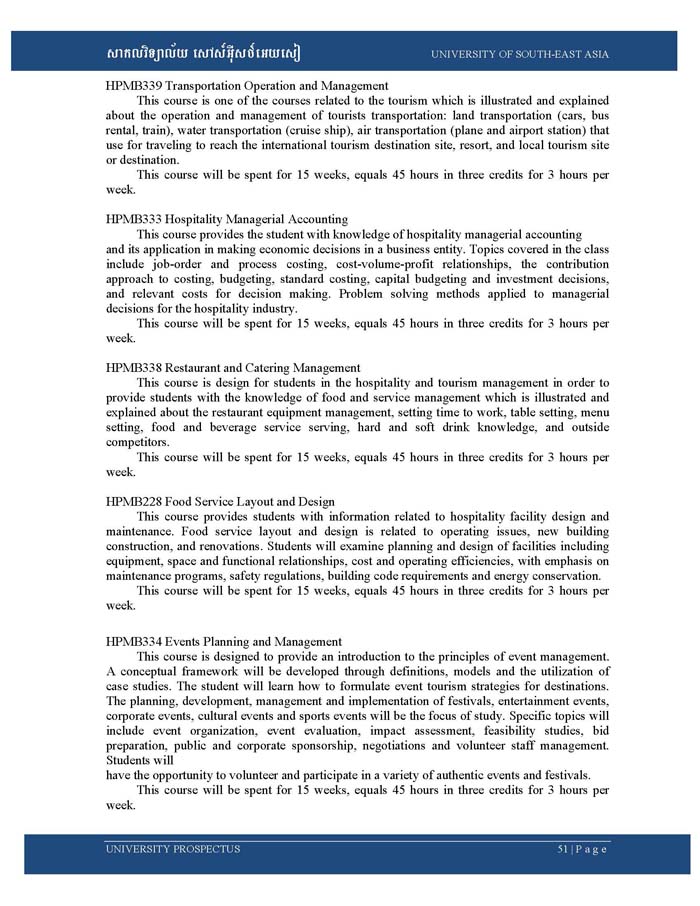 សាកលវិទ្យាល័យ សៅស៍អ៊ីសថ៍អេយសៀ UNIVERSITY OF SOUTH-EAST ASIA
HPMB339 Transportation Operation and Management
This course is one of the courses related to the tourism which is illustrated and explained
about the operation and management of tourists transportation: land transportation (cars, bus
rental, train), water transportation (cruise ship), air transportation (plane and airport station) that
use for traveling to reach the international tourism destination site, resort, and local tourism site
or destination.
This course will be spent for 15 weeks, equals 45 hours in three credits for 3 hours per
week.
HPMB333 Hospitality Managerial Accounting
This course provides the student with knowledge of hospitality managerial accounting
and its application in making economic decisions in a business entity. Topics covered in the class
include job-order and process costing, cost-volume-profit relationships, the contribution
approach to costing, budgeting, standard costing, capital budgeting and investment decisions,
and relevant costs for decision making. Problem solving methods applied to managerial
decisions for the hospitality industry.
This course will be spent for 15 weeks, equals 45 hours in three credits for 3 hours per
week.
HPMB338 Restaurant and Catering Management
This course is design for students in the hospitality and tourism management in order to
provide students with the knowledge of food and service management which is illustrated and
explained about the restaurant equipment management, setting time to work, table setting, menu
setting, food and beverage service serving, hard and soft drink knowledge, and outside
competitors.
This course will be spent for 15 weeks, equals 45 hours in three credits for 3 hours per
week.
HPMB228 Food Service Layout and Design
This course provides students with information related to hospitality facility design and
maintenance. Food service layout and design is related to operating issues, new building
construction, and renovations. Students will examine planning and design of facilities including
equipment, space and functional relationships, cost and operating efficiencies, with emphasis on
maintenance programs, safety regulations, building code requirements and energy conservation.
This course will be spent for 15 weeks, equals 45 hours in three credits for 3 hours per
week.
HPMB334 Events Planning and Management
This course is designed to provide an introduction to the principles of event management.
A conceptual framework will be developed through definitions, models and the utilization of
case studies. The student will learn how to formulate event tourism strategies for destinations.
The planning, development, management and implementation of festivals, entertainment events,
corporate events, cultural events and sports events will be the focus of study. Specific topics will
include event organization, event evaluation, impact assessment, feasibility studies, bid
preparation, public and corporate sponsorship, negotiations and volunteer staff management.
Students will
have the opportunity to volunteer and participate in a variety of authentic events and festivals.
This course will be spent for 15 weeks, equals 45 hours in three credits for 3 hours per
week.
UNIVERSITY PROSPECTUS 51 | P a g e